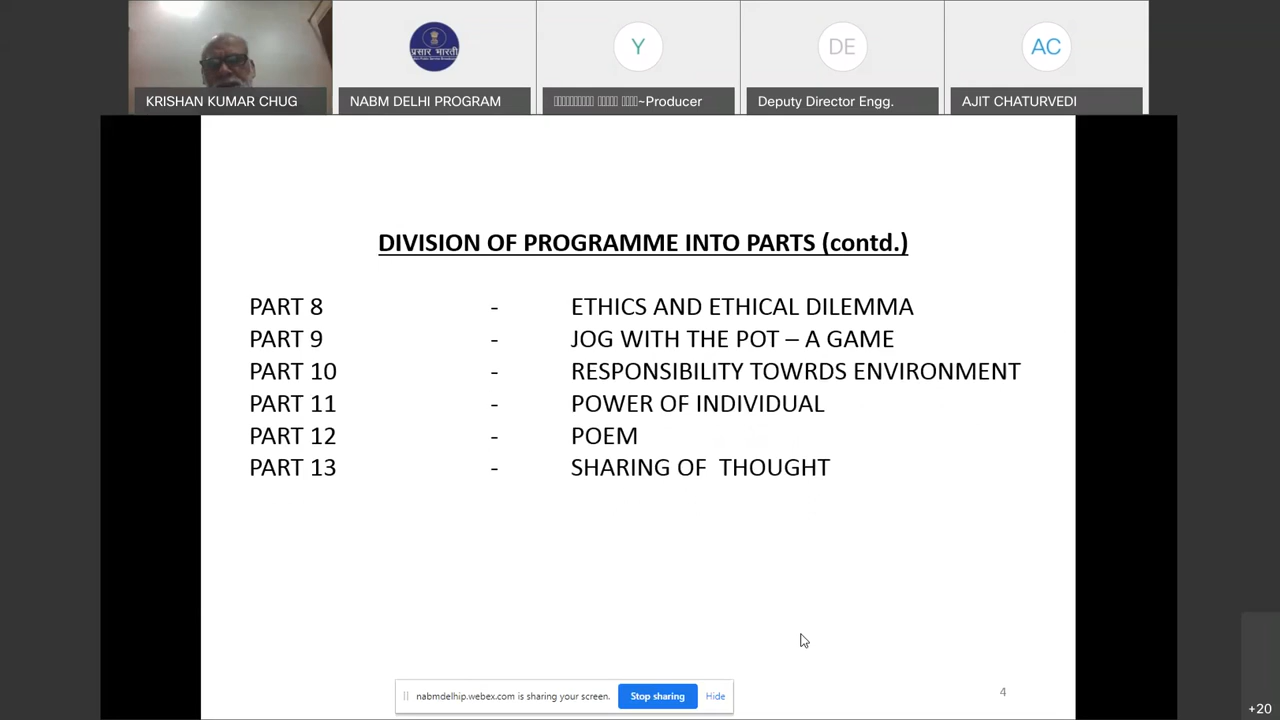 KRISHAN KUMAR CHUG
प्रसार भारती
NABM DELHI PROGRAM
Y
~Producer
DE
Deputy Director Engg.
AC
AJIT CHATURVEDI
DIVISION OF PROGRAMME INTO PARTS (contd.)
PART 8 - ETHICS AND ETHICAL DILEMMA
PART 9 - JOG WITH THE POT – A GAME
PART 10 - RESPONSIBILITY TOWRDS ENVIRONMENT
PART 11 - POWER OF INDIVIDUAL
PART 12 - POEM
PART 13 - SHARING OF THOUGHT
nabmdelhip.webex.com is sharing your screen. Stop sharing Hide
4
+20